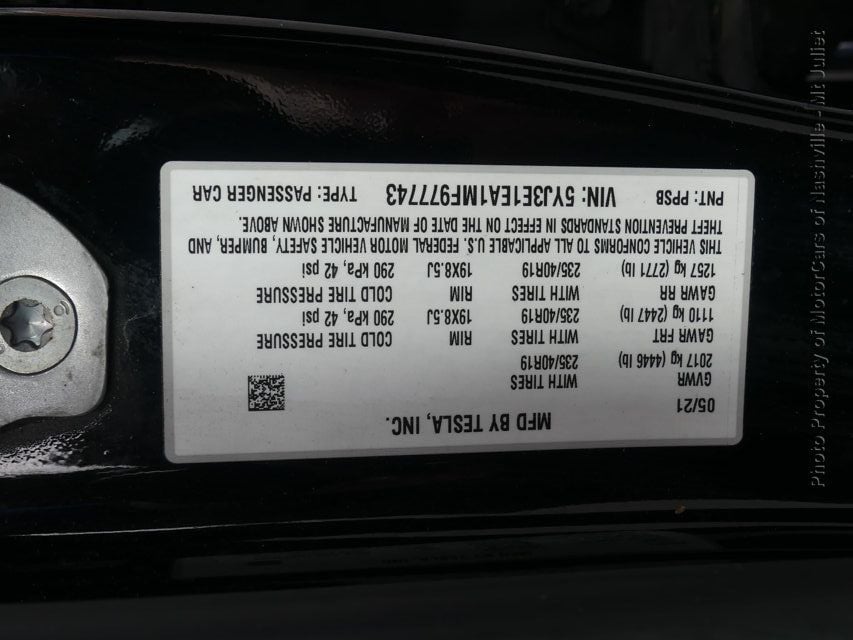 MFD BY TESLA, INC.
05/21
GVWR WITH TIRES
2017 kg (4446 lb) 235/40R19
GAWR FRT WITH TIRES RIM COLD TIRE PRESSURE
1110 kg (2447 lb) 235/40R19 19X8.5J 290 kPa, 42 psi
GAWR RR WITH TIRES RIM COLD TIRE PRESSURE
1257 kg (2771 lb) 235/40R19 19X8.5J 290 kPa, 42 psi
THIS VEHICLE CONFORMS TO ALL APPLICABLE U.S. FEDERAL MOTOR VEHICLE SAFETY, BUMPER, AND,
THEFT PREVENTION STANDARDS IN EFFECT ON THE DATE OF MANUFACTURE SHOWN ABOVE.
PNT: PPSB VIN: 5YJ3E1EA1MF977743 TYPE: PASSENGER CAR
Photo Property of MotorCars of Nashville - Mt Juliet